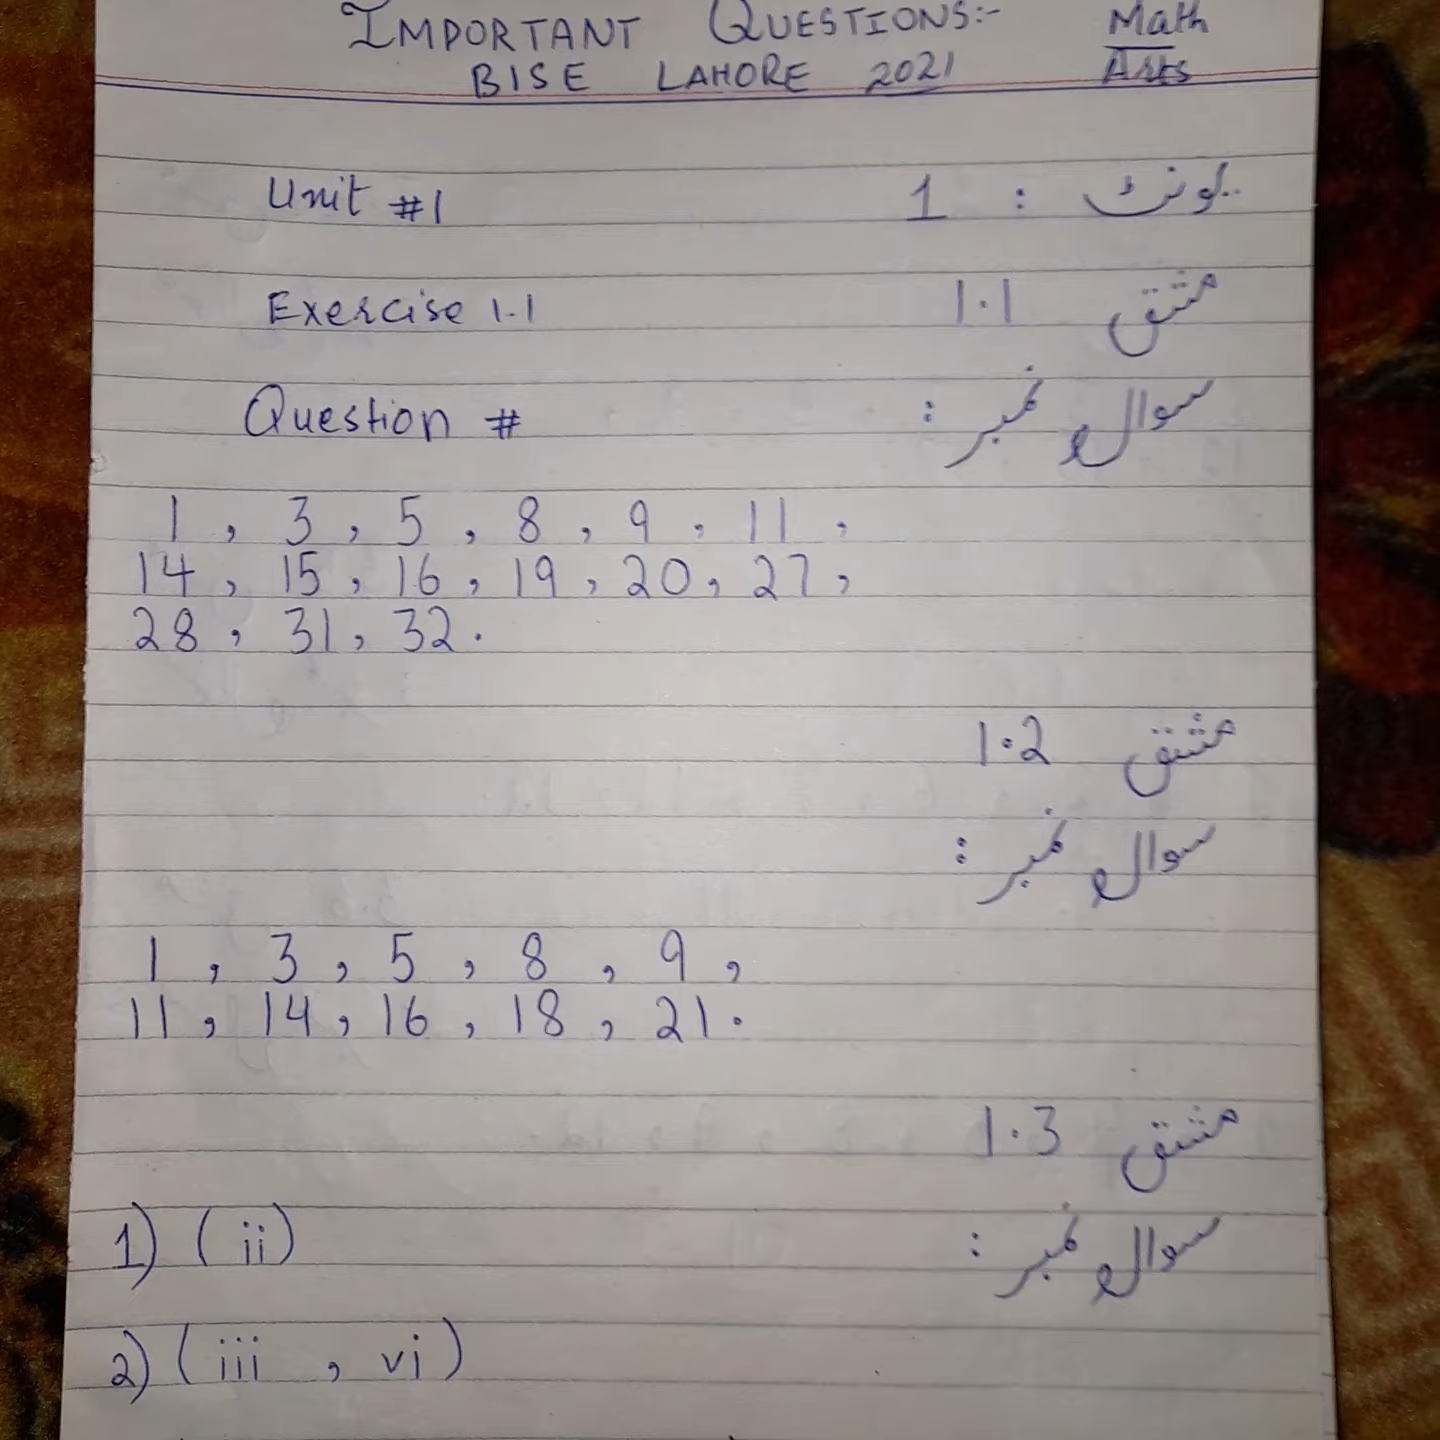 IMPORTANT QUESTIONS:- Math
BISE LAHORE 2021 Arts
Unit #1 یونٹ : 1
Exercise 1.1 مشق 1.1
Question # سوال نمبر :
1 , 3 , 5 , 8 , 9 , 11 ,
14 , 15 , 16 , 19 , 20 , 27 ,
28 , 31 , 32 .
مشق 1.2
سوال نمبر :
1 , 3 , 5 , 8 , 9 ,
11 , 14 , 16 , 18 , 21 .
مشق 1.3
1) ( ii ) سوال نمبر :
2) ( iii , vi )